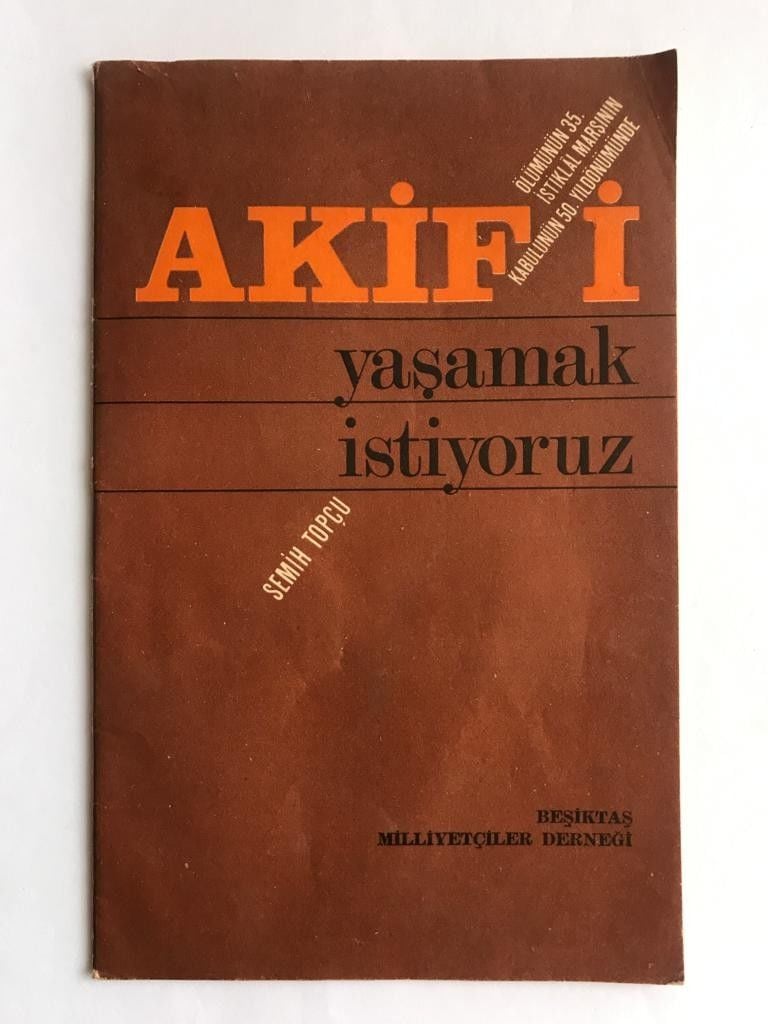 ÖLÜMÜNÜN 35.
İSTİKLÂL MARŞININ
KABULÜNÜN 50. YILDÖNÜMÜNDE
AKİF İ
yaşamak
istiyoruz
SEMİH TOPÇU
BEŞİKTAŞ
MİLLİYETÇİLER DERNEĞİ